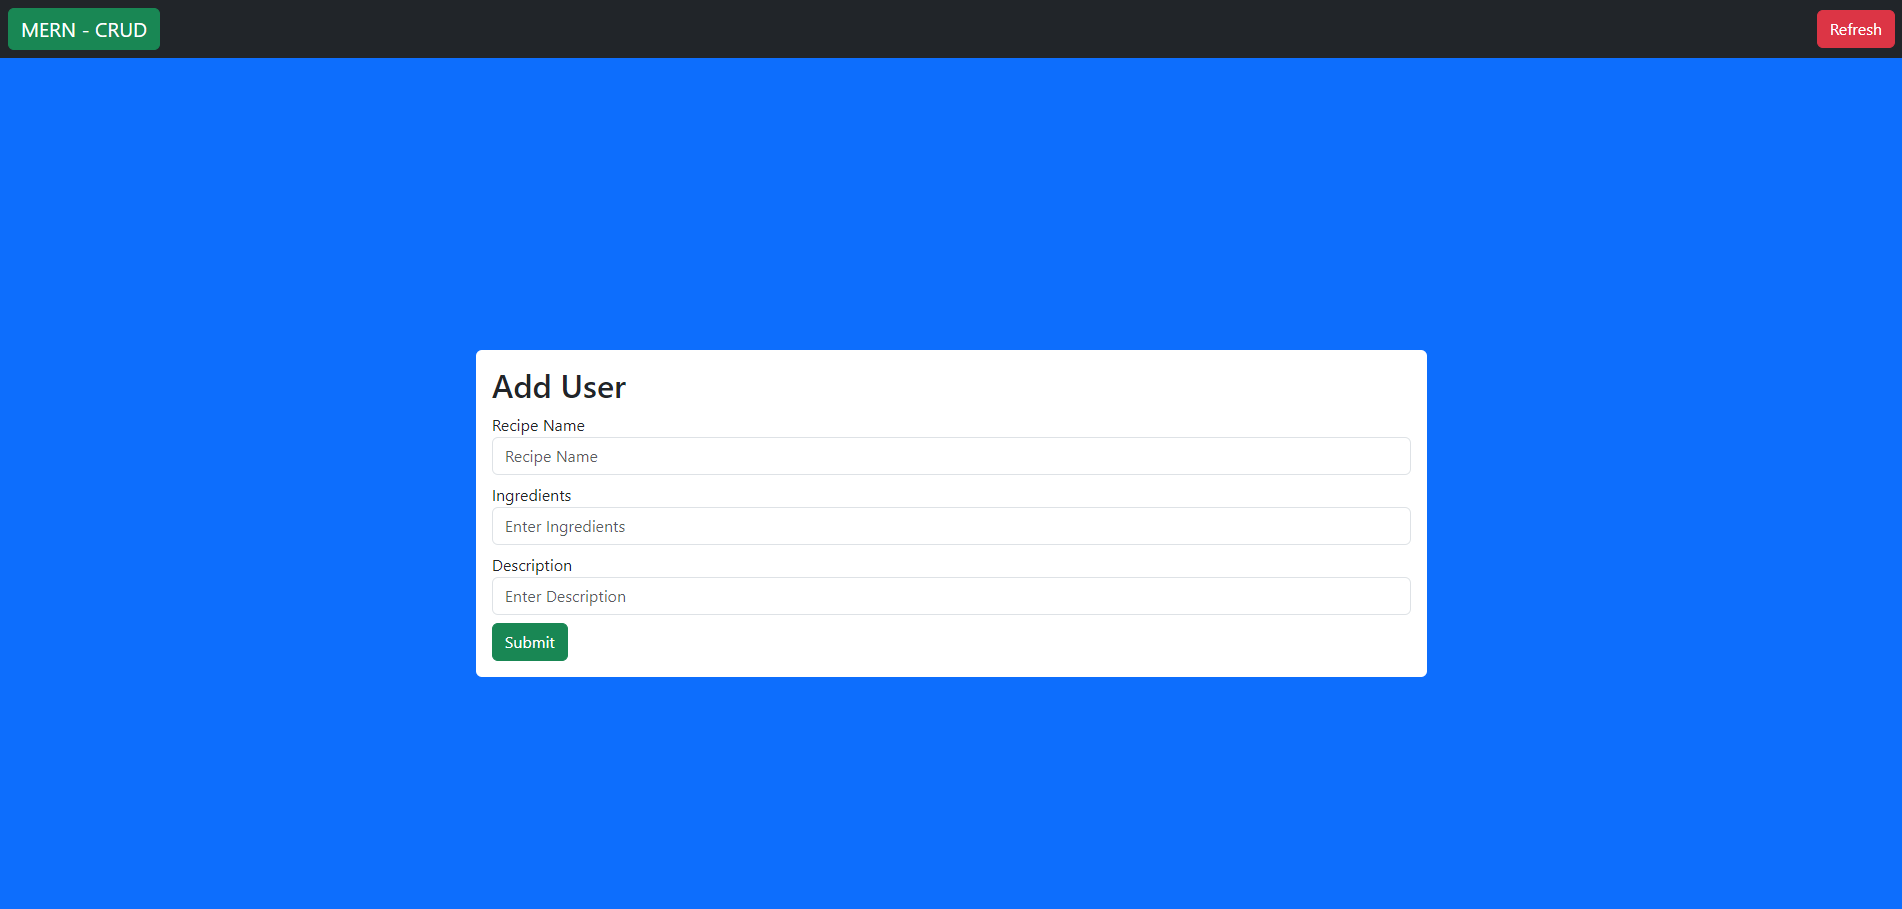 MERN - CRUD
Refresh
Add User
Recipe Name
Recipe Name
Ingredients
Enter Ingredients
Description
Enter Description
Submit